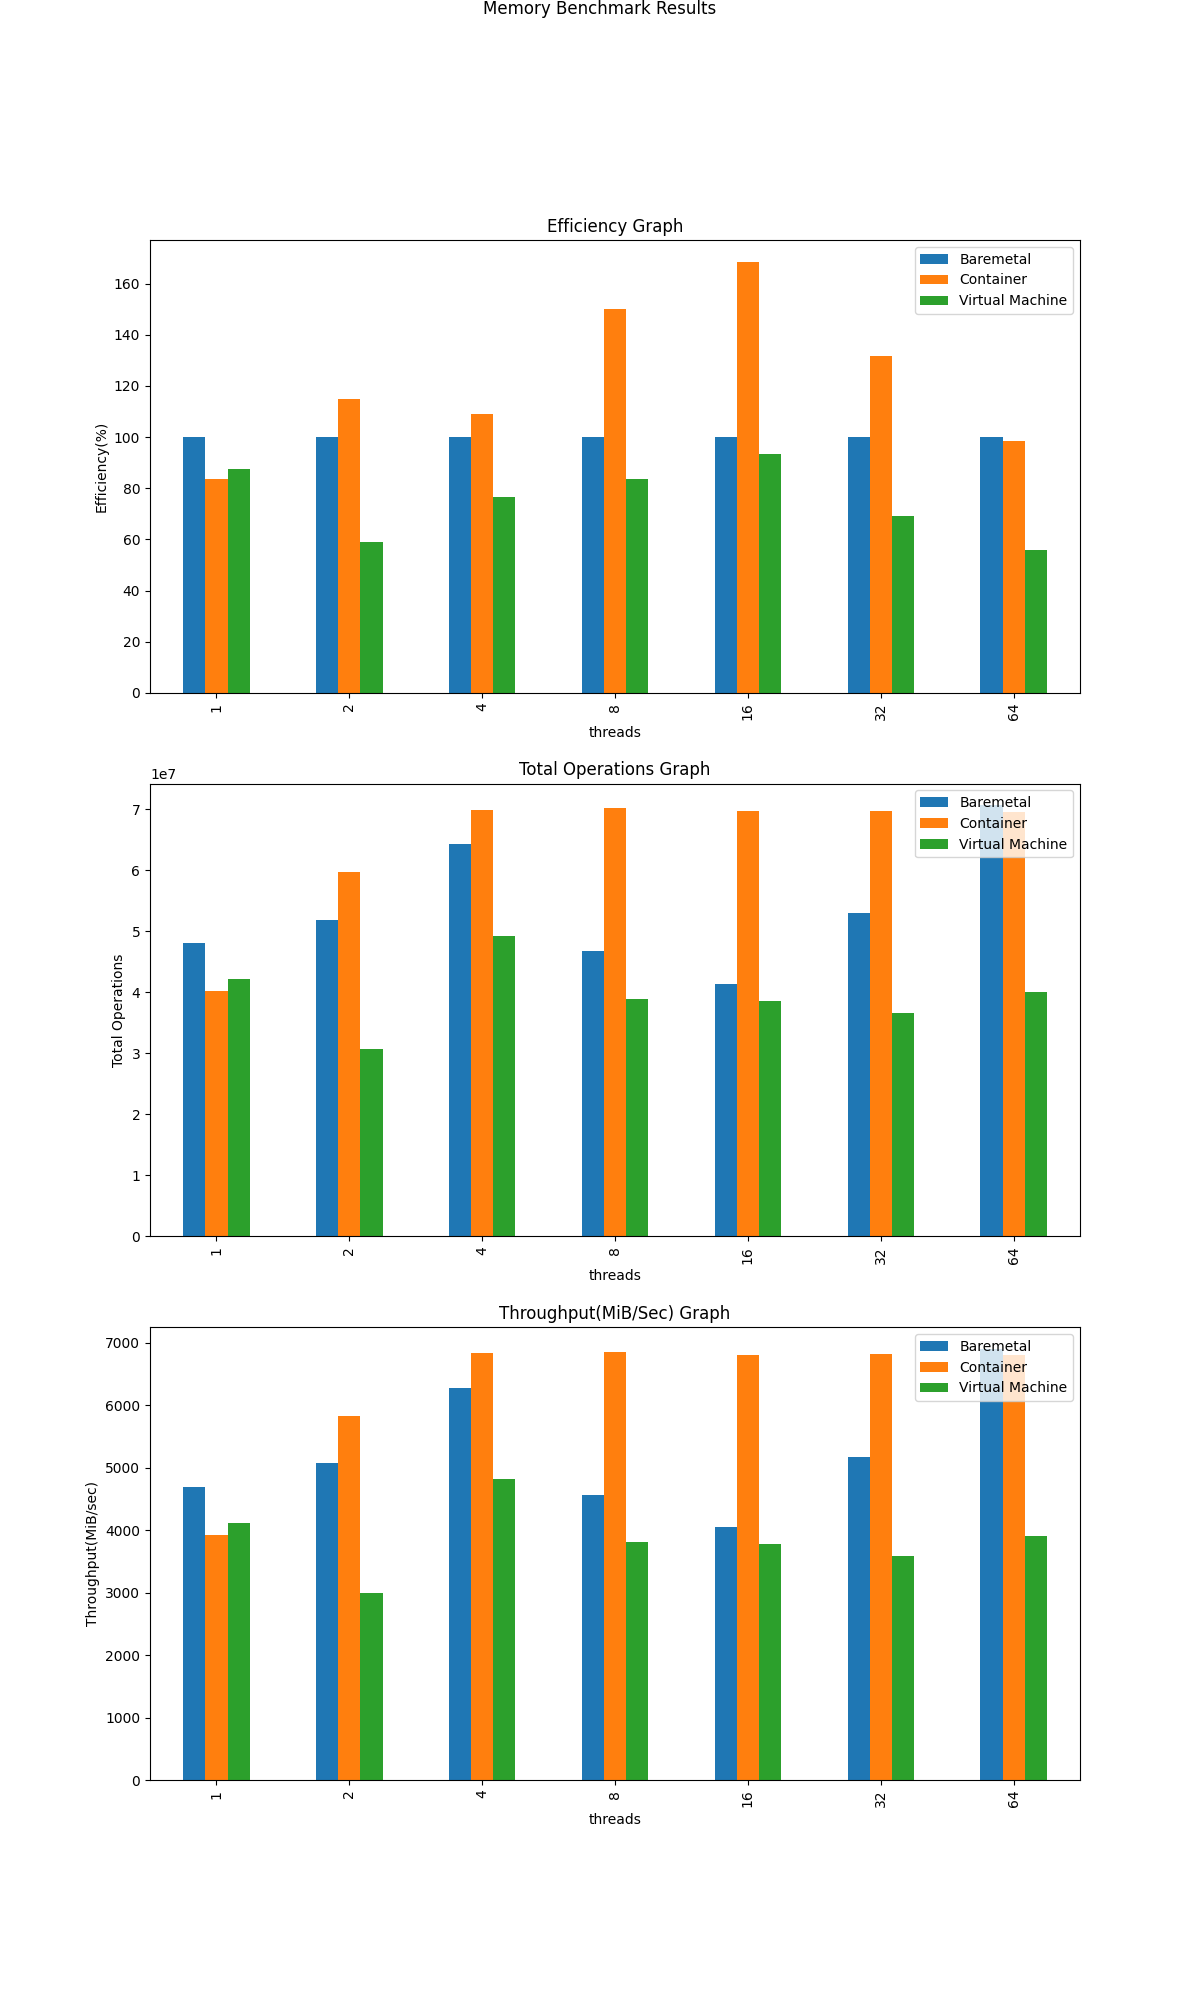 Memory Benchmark Results
Efficiency Graph
Baremetal
Container
Virtual Machine
160
140
120
100
80
60
40
20
0
Efficiency(%)
1 2 4 8 16 32 64
threads
Total Operations Graph
1e7
Baremetal
Container
Virtual Machine
7
6
5
4
3
2
1
0
Total Operations
1 2 4 8 16 32 64
threads
Throughput(MiB/Sec) Graph
Baremetal
Container
Virtual Machine
7000
6000
5000
4000
3000
2000
1000
0
Throughput(MiB/sec)
1 2 4 8 16 32 64
threads